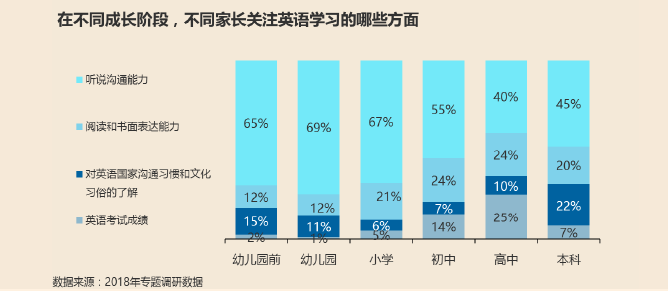 在不同成长阶段，不同家长关注英语学习的哪些方面
听说沟通能力
阅读和书面表达能力
对英语国家沟通习惯和文化
习俗的了解
英语考试成绩
65% 69% 67% 55% 40% 45%
12% 12% 21% 24% 24% 20%
15% 11% 6% 7% 10% 22%
2% 1% 5% 14% 25% 7%
幼儿园前 幼儿园 小学 初中 高中 本科
数据来源：2018年专题调研数据